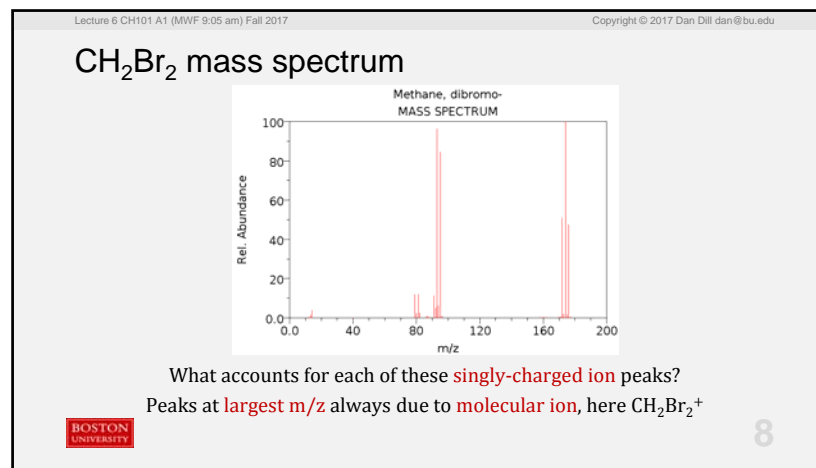 Lecture 6 CH101 A1 (MWF 9:05 am) Fall 2017
Copyright © 2017 Dan Dill dan@bu.edu
CH₂Br₂ mass spectrum
Methane, dibromo-
MASS SPECTRUM
Rel. Abundance
100
80
60
40
20
0.0
0.0 40 80 120 160 200
m/z
What accounts for each of these singly-charged ion peaks?
Peaks at largest m/z always due to molecular ion, here CH₂Br₂⁺
BOSTON
UNIVERSITY
8